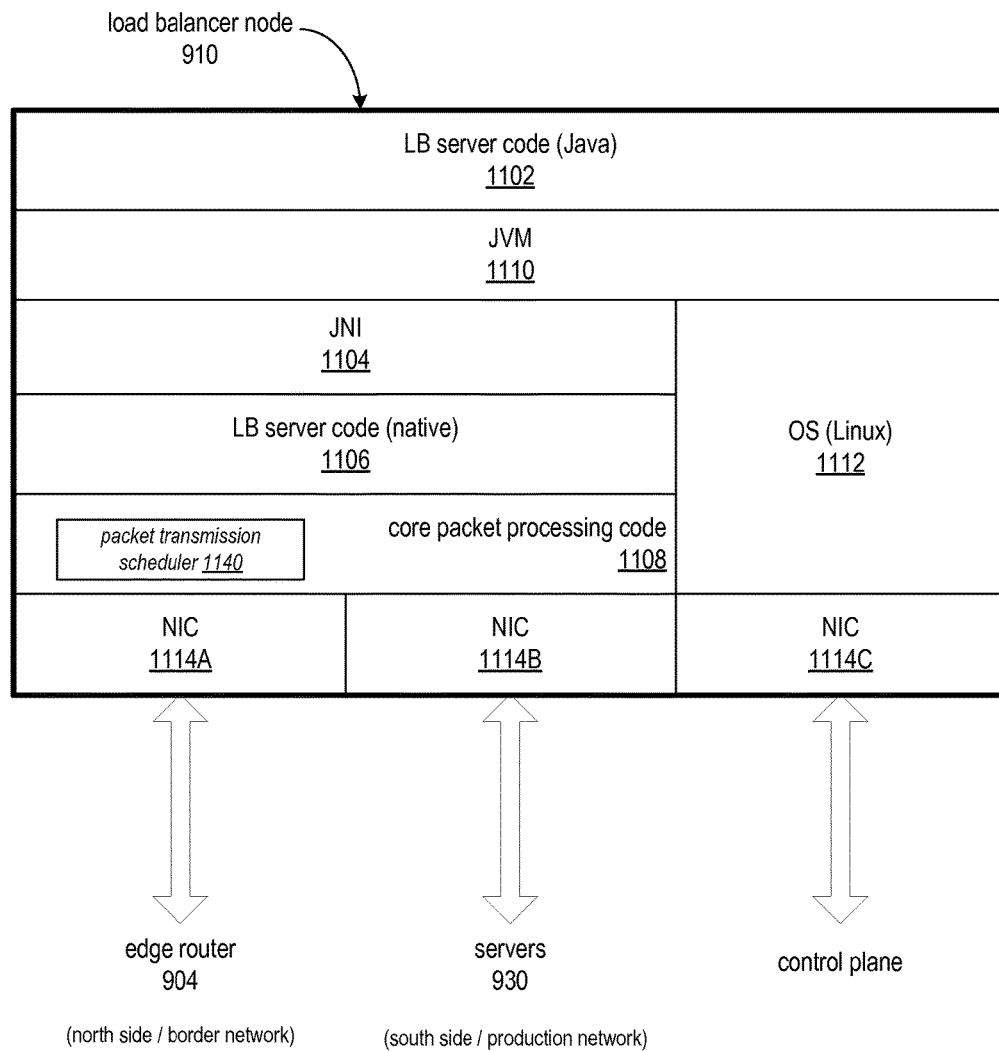 load balancer node
910
LB server code (Java)
1102
JVM
1110
JNI
1104
LB server code (native)
1106
OS (Linux)
1112
packet transmission
scheduler 1140
core packet processing code
1108
NIC
1114A
NIC
1114B
NIC
1114C
edge router
904
(north side / border network)
servers
930
(south side / production network)
control plane